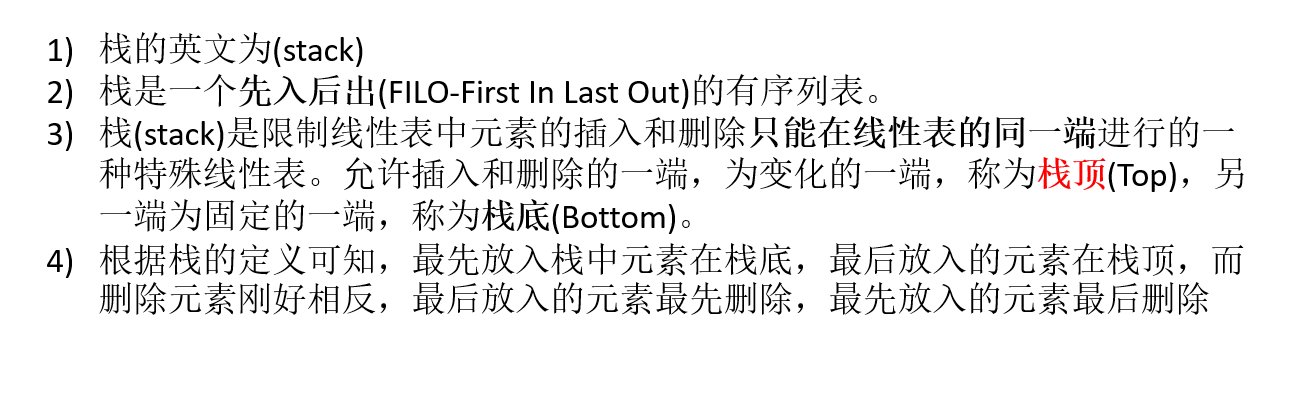 1) 栈的英文为(stack)
2) 栈是一个先入后出(FILO-First In Last Out)的有序列表。
3) 栈(stack)是限制线性表中元素的插入和删除只能在线性表的同一端进行的一
种特殊线性表。允许插入和删除的一端，为变化的一端，称为栈顶(Top)，另
一端为固定的一端，称为栈底(Bottom)。
4) 根据栈的定义可知，最先放入栈中元素在栈底，最后放入的元素在栈顶，而
删除元素刚好相反，最后放入的元素最先删除，最先放入的元素最后删除